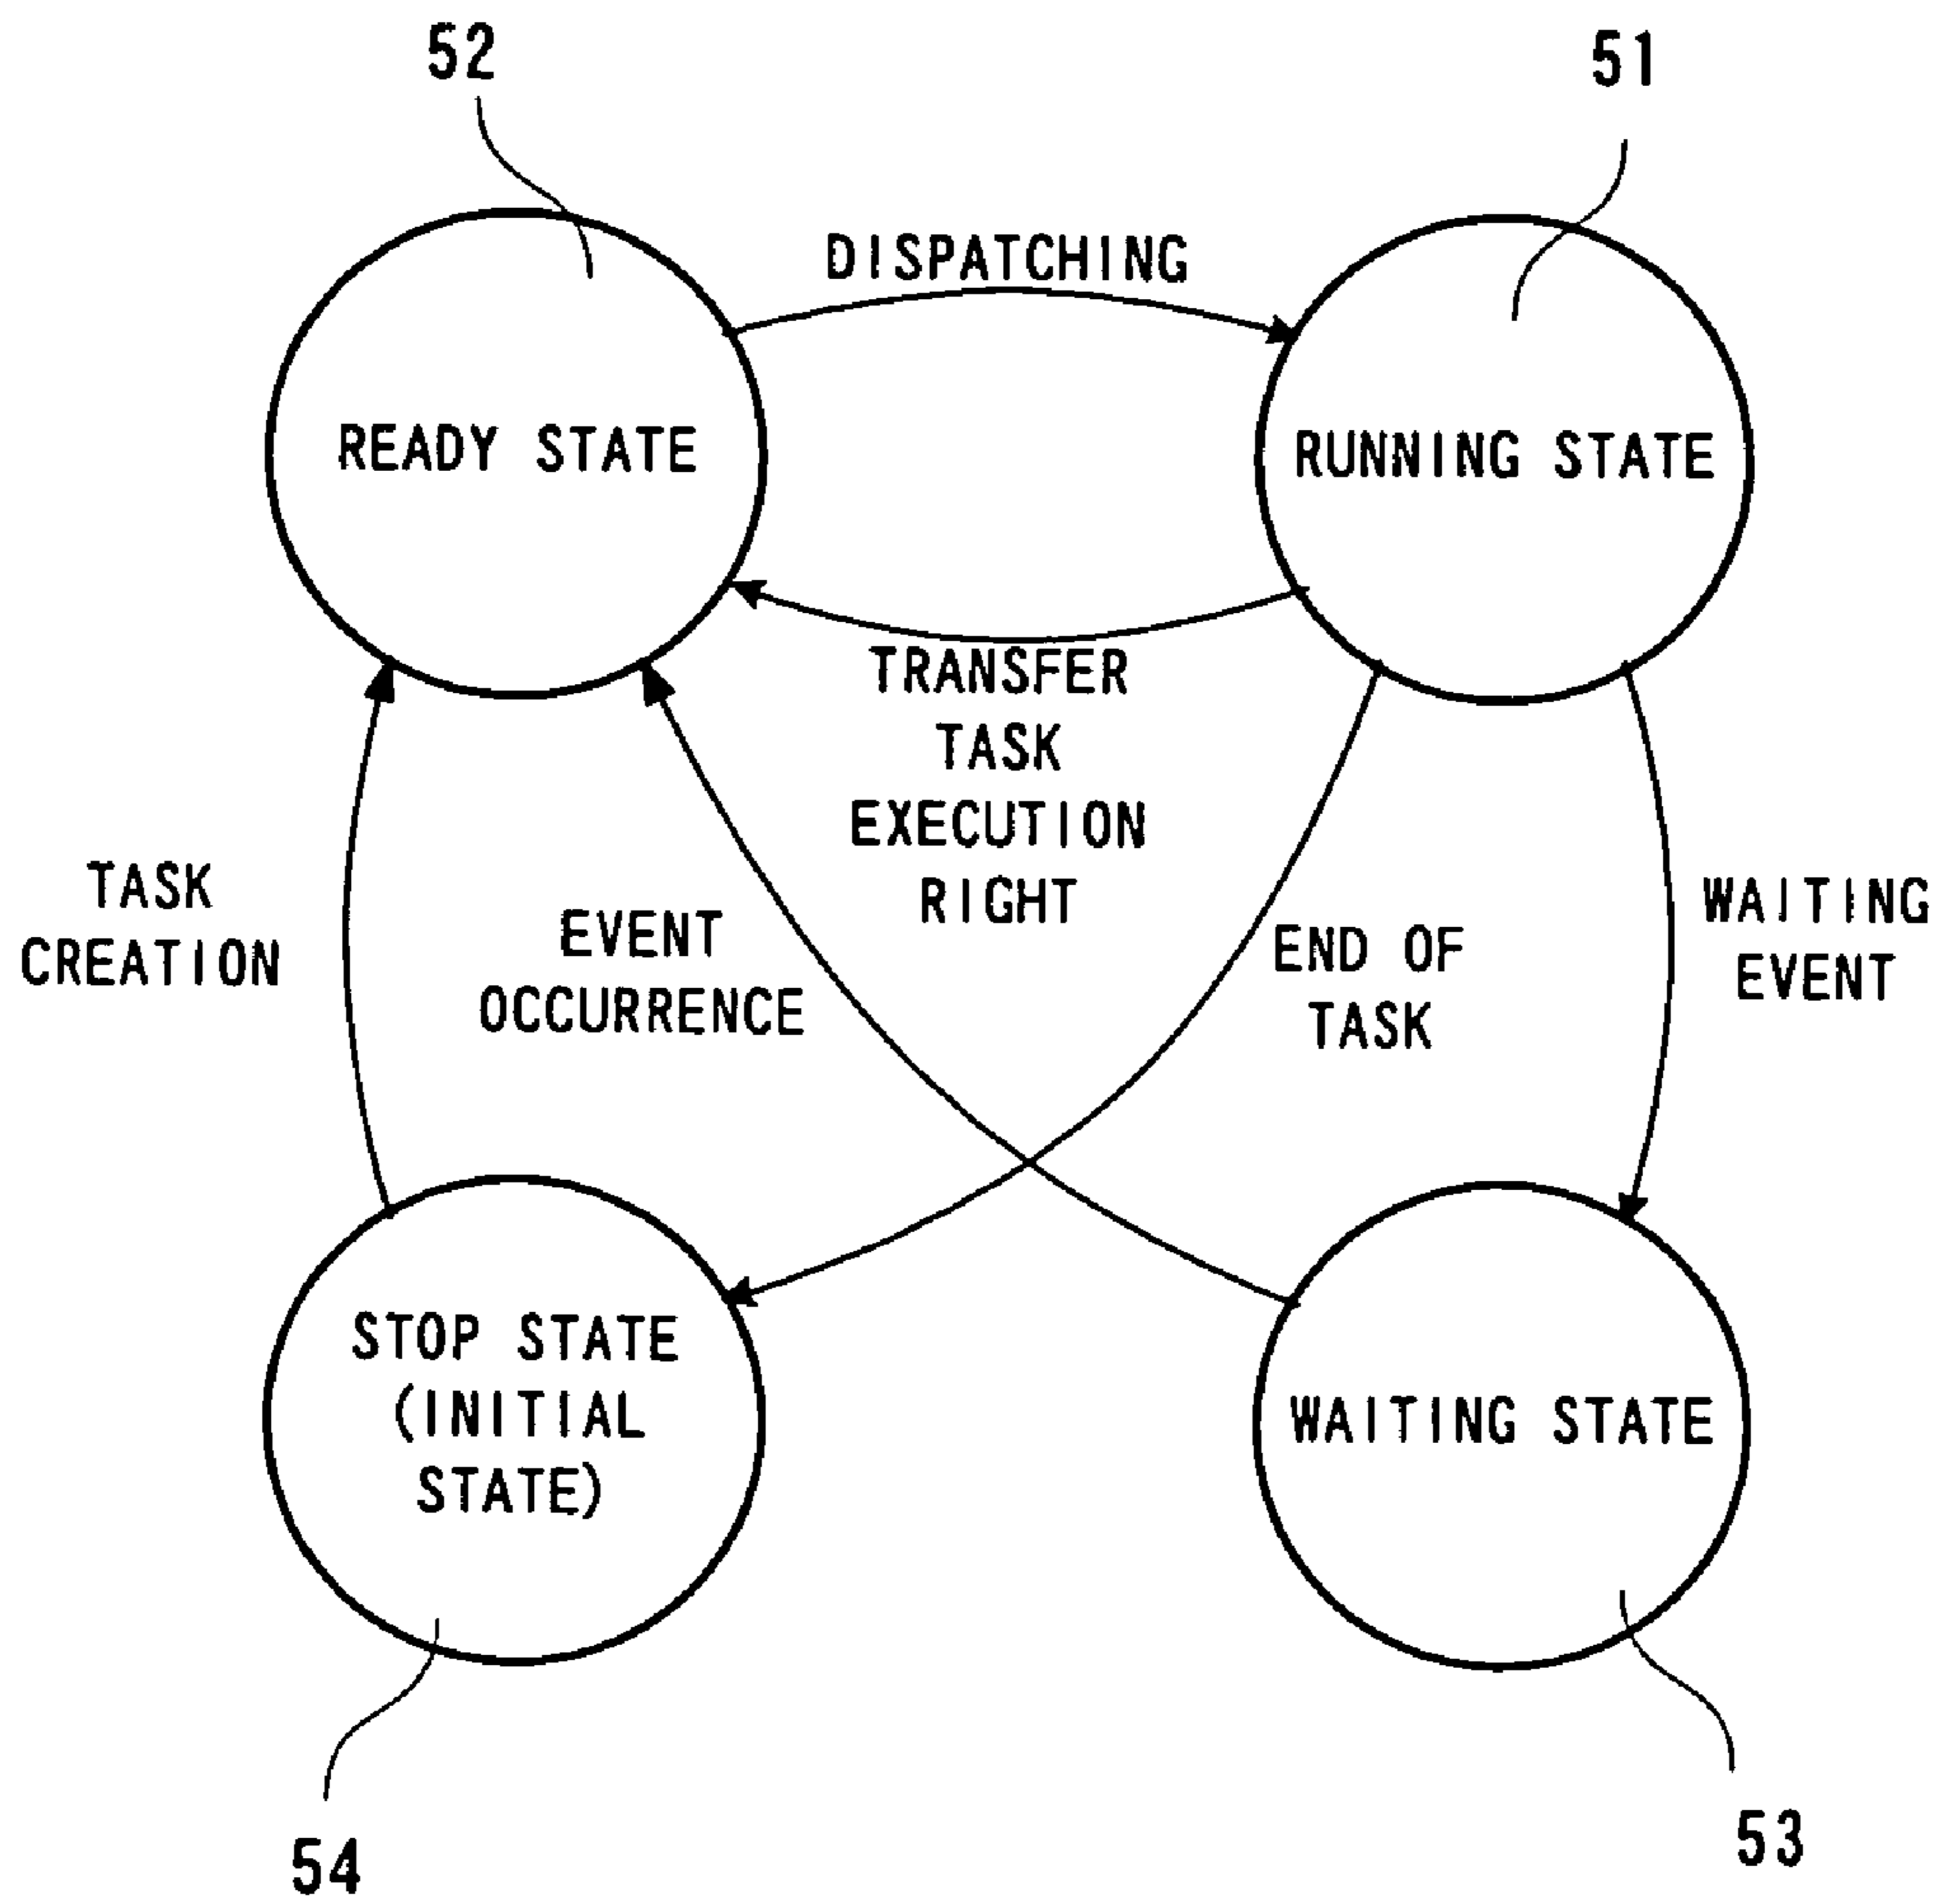 52
51
DISPATCHING
READY STATE
RUNNING STATE
TRANSFER
TASK
EXECUTION
RIGHT
TASK
CREATION
EVENT
OCCURRENCE
END OF
TASK
WAITING
EVENT
STOP STATE
(INITIAL
STATE)
WAITING STATE
54
53